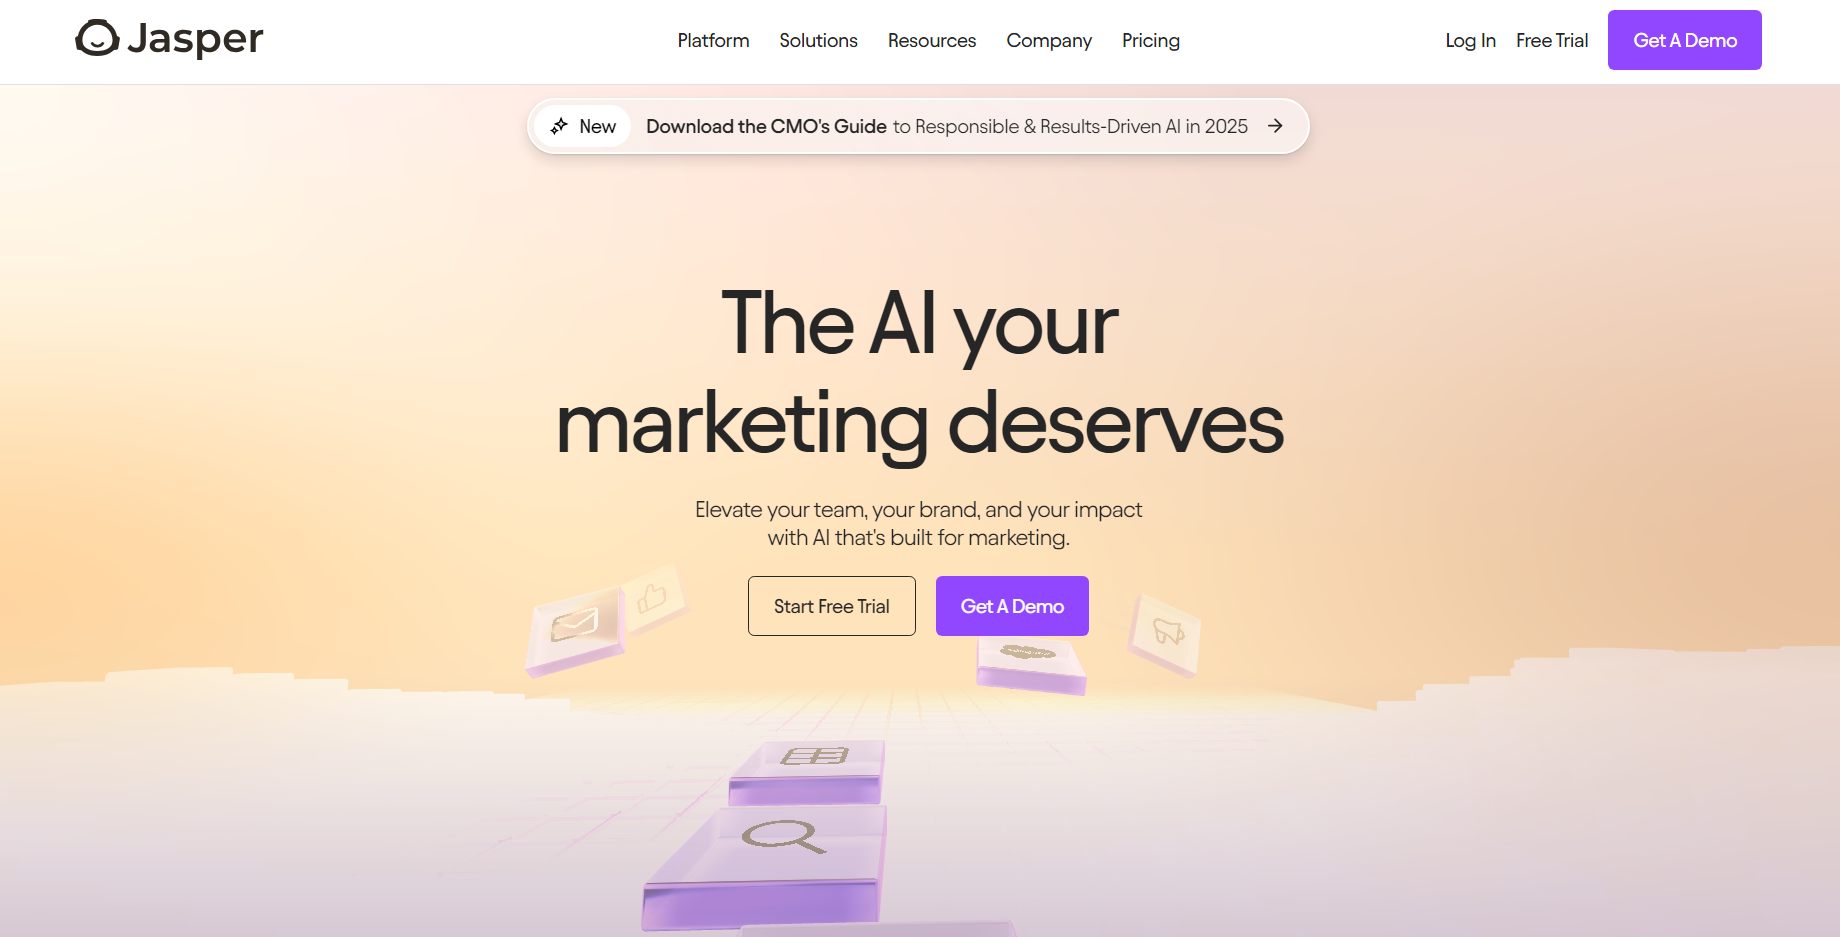 Jasper
Platform Solutions Resources Company Pricing
Log In Free Trial Get A Demo
New Download the CMO's Guide to Responsible & Results-Driven AI in 2025
The AI your
marketing deserves
Elevate your team, your brand, and your impact
with AI that's built for marketing.
Start Free Trial Get A Demo